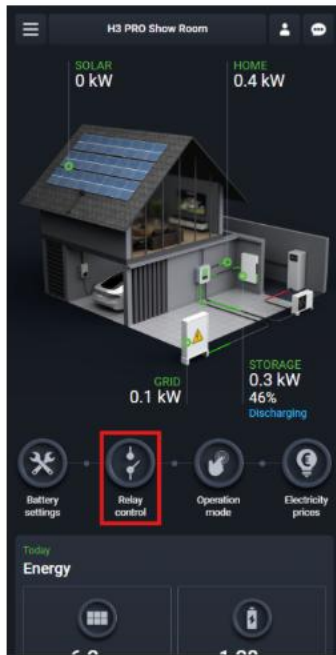 H3 PRO Show Room
SOLAR
0 kW
HOME
0.4 kW
GRID
0.1 kW
STORAGE
0.3 kW
46%
Discharging
Battery
settings
Relay
control
Operation
mode
Electricity
prices
Today
Energy